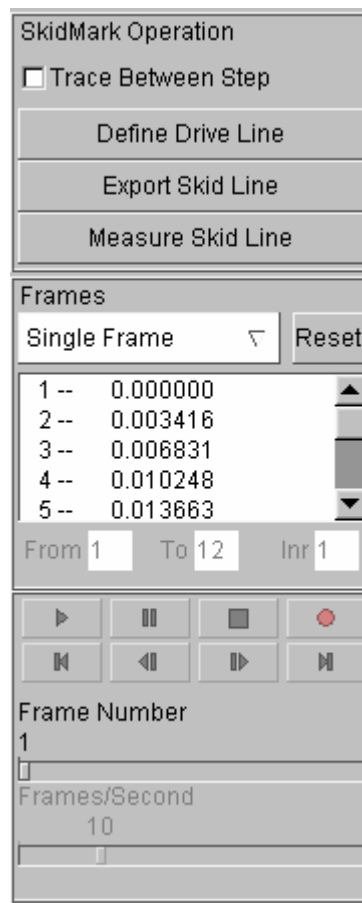 SkidMark Operation
Trace Between Step
Define Drive Line
Export Skid Line
Measure Skid Line
Frames
Single Frame Reset
1 -- 0.000000
2 -- 0.003416
3 -- 0.006831
4 -- 0.010248
5 -- 0.013663
From 1 To 12 Inr 1
Frame Number
1
Frames/Second
10